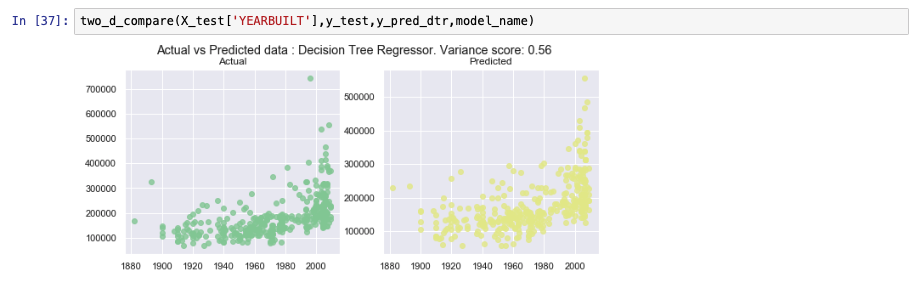 In [37]: two_d_compare(X_test['YEARBUILT'],y_test,y_pred_dtr,model_name)
Actual vs Predicted data : Decision Tree Regressor. Variance score: 0.56
Actual
700000
600000
500000
400000
300000
200000
100000
1880 1900 1920 1940 1960 1980 2000
Predicted
500000
400000
300000
200000
100000
1880 1900 1920 1940 1960 1980 2000